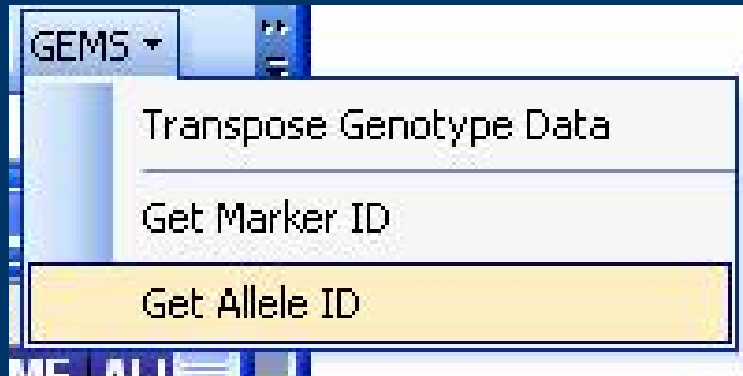 GEMS
Transpose Genotype Data
Get Marker ID
Get Allele ID